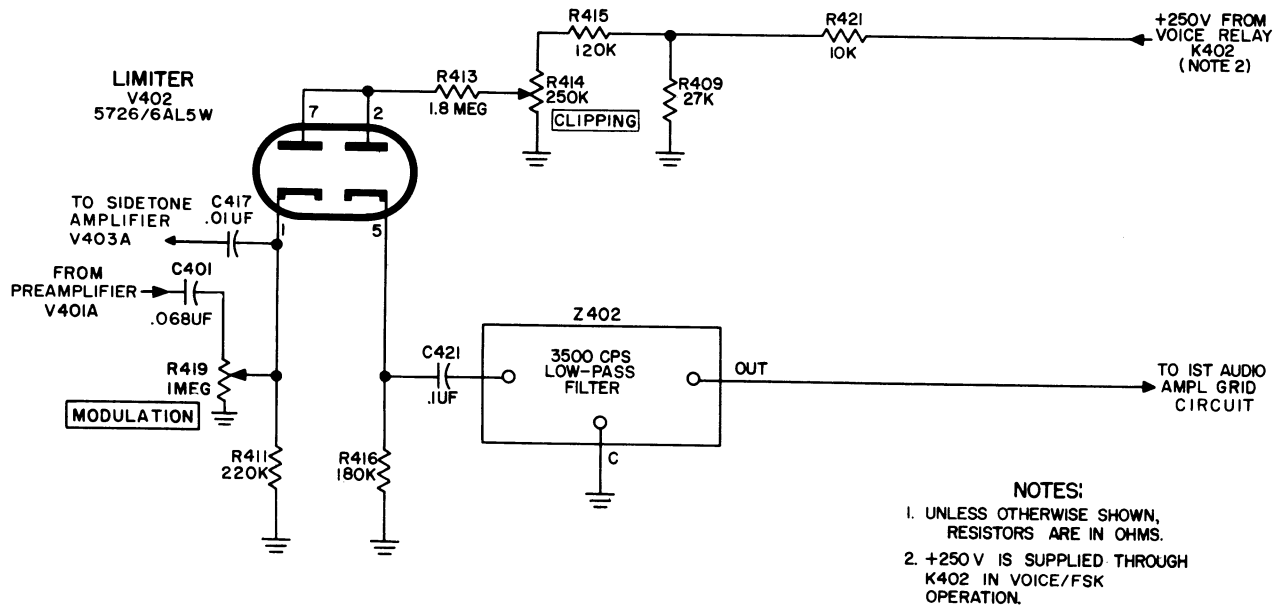 R415
120K
R421
10K
+250V FROM
VOICE RELAY
K402
(NOTE 2)
LIMITER
V402
5726/6AL5W
7
2
R413
1.8 MEG
R414
250K
CLIPPING
R409
27K
TO SIDETONE
AMPLIFIER
V403A
C417
.01UF
1
5
FROM
PREAMPLIFIER
V401A
C401
.068UF
R419
1MEG
MODULATION
C421
.1UF
Z402
3500 CPS
LOW-PASS
FILTER
OUT
C
TO 1ST AUDIO
AMPL GRID
CIRCUIT
R411
220K
R416
180K
NOTES:
1. UNLESS OTHERWISE SHOWN,
RESISTORS ARE IN OHMS.
2. +250V IS SUPPLIED THROUGH
K402 IN VOICE/FSK
OPERATION.